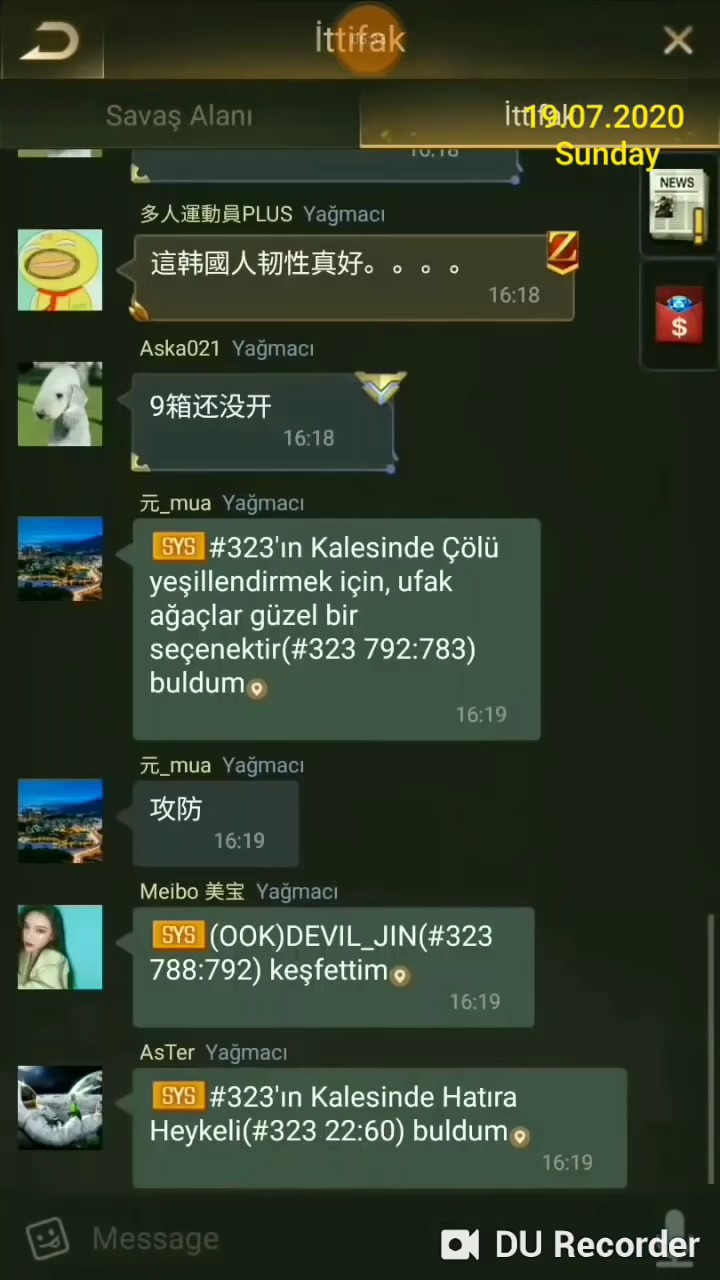 İttifak
Savaş Alanı
İttifak
19.07.2020
Sunday
16:18
NEWS
多人運動員PLUS Yağmacı
這韩國人韧性真好。。。。
16:18
$
Aska021 Yağmacı
9箱还没开
16:18
元_mua Yağmacı
SYS #323'ın Kalesinde Çölü
yeşillendirmek için, ufak
ağaçlar güzel bir
seçenektir(#323 792:783)
buldum
16:19
元_mua Yağmacı
攻防
16:19
Meibo 美宝 Yağmacı
SYS (OOK)DEVIL_JIN(#323
788:792) keşfettim
16:19
AsTer Yağmacı
SYS #323'ın Kalesinde Hatıra
Heykeli(#323 22:60) buldum
16:19
Message
DU Recorder